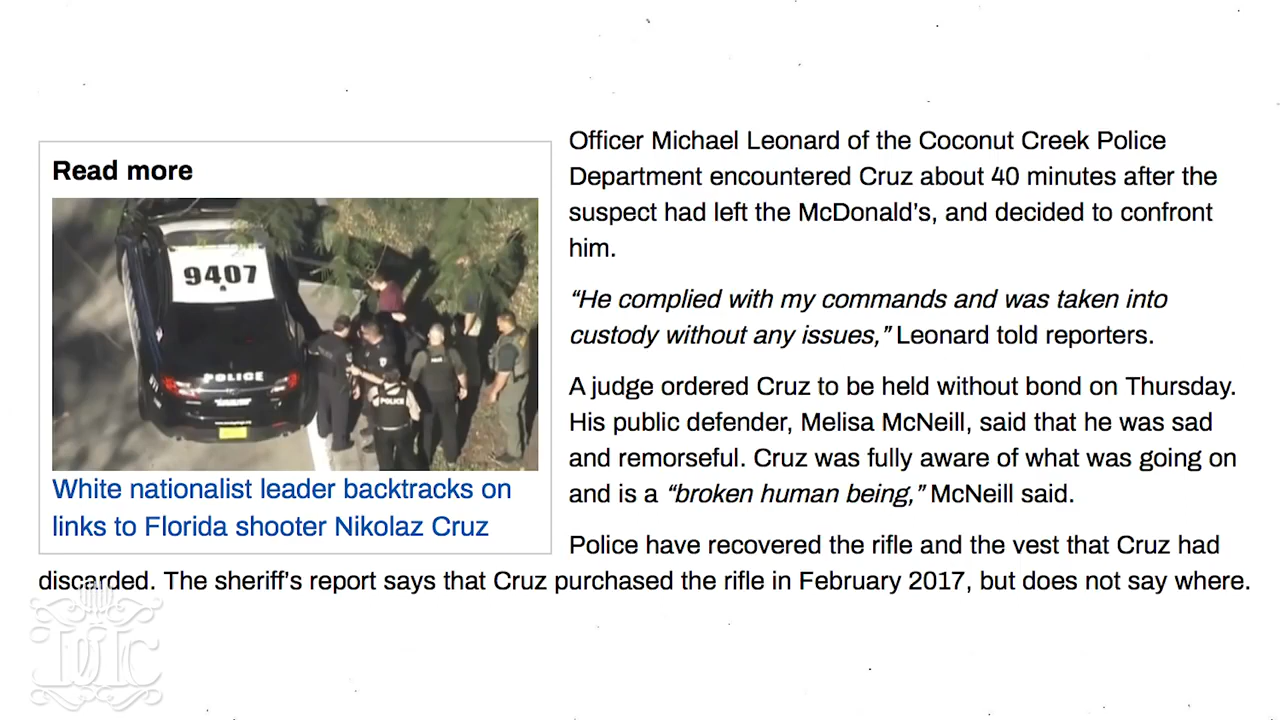 Read more
9407
POLICE
POLICE
White nationalist leader backtracks on
links to Florida shooter Nikolaz Cruz
Officer Michael Leonard of the Coconut Creek Police
Department encountered Cruz about 40 minutes after the
suspect had left the McDonald’s, and decided to confront
him.
“He complied with my commands and was taken into
custody without any issues,” Leonard told reporters.
A judge ordered Cruz to be held without bond on Thursday.
His public defender, Melisa McNeill, said that he was sad
and remorseful. Cruz was fully aware of what was going on
and is a “broken human being,” McNeill said.
Police have recovered the rifle and the vest that Cruz had
discarded. The sheriff’s report says that Cruz purchased the rifle in February 2017, but does not say where.